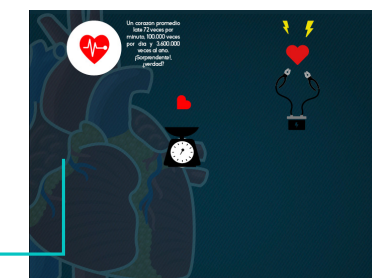 Un corazón promedio
late 72 veces por
minuto, 100.000 veces
por dia y 3.600.000
veces al año.
¡Sorprendente!,
¿verdad?